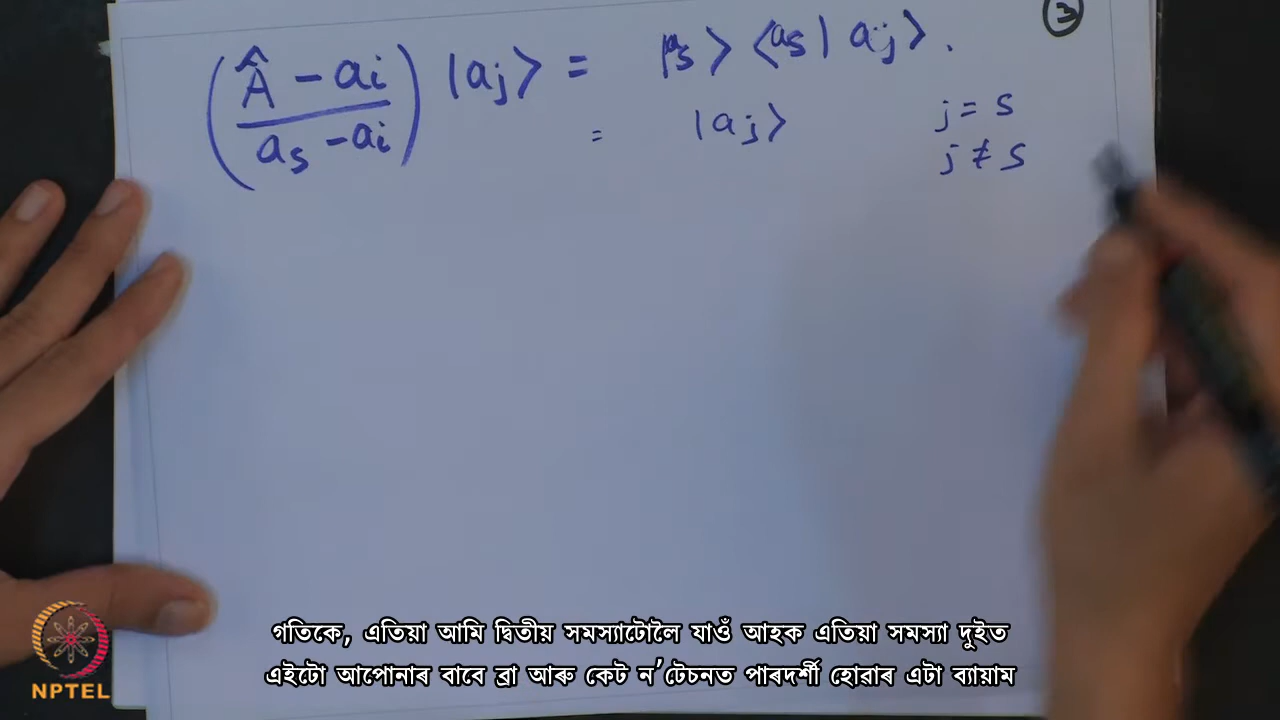 ③
(Â - ai / as - ai) |aj⟩ = |as⟩ ⟨as | aj⟩ .
= |aj⟩ j = s
j ≠ s
গতিকে, এতিয়া আমি দ্বিতীয় সমস্যাটোলৈ যাওঁ আহক এতিয়া সমস্যা দুইত
এইটো আপোনাৰ বাবে ব্ৰা আৰু কেট ন'টেচনত পাৰদৰ্শী হোৱাৰ এটা ব্যায়াম
NPTEL